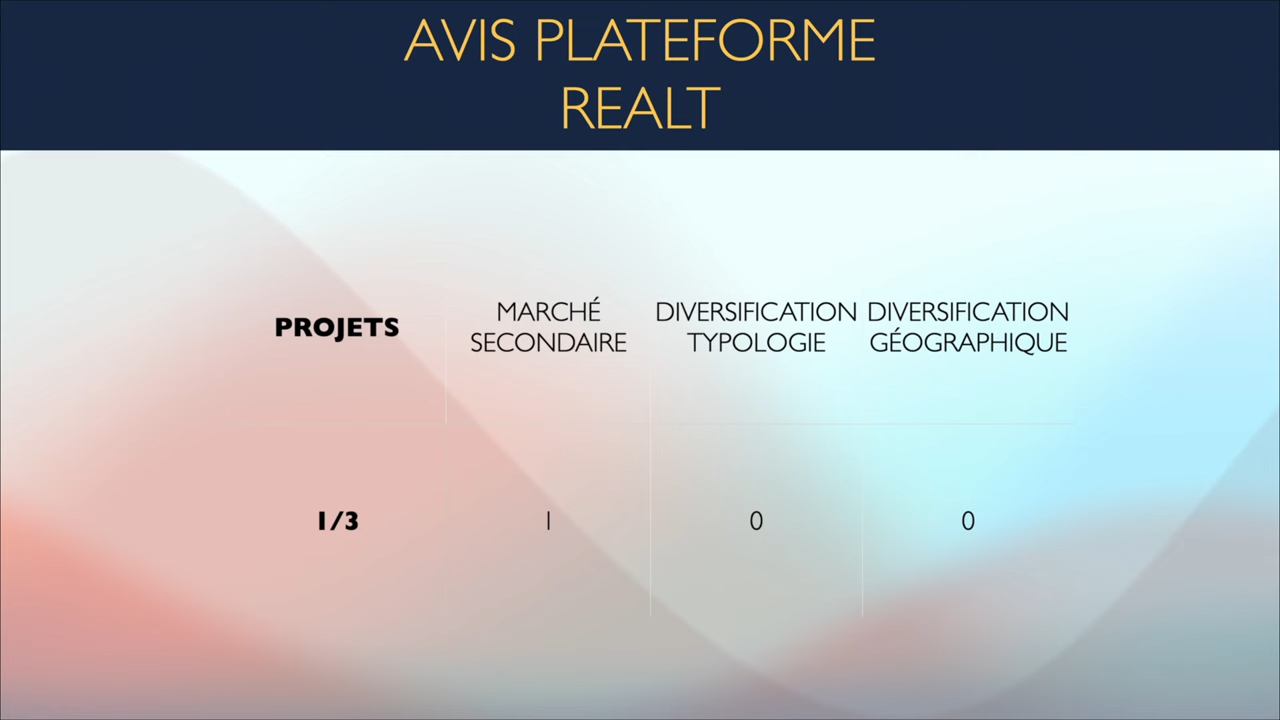 AVIS PLATEFORME
REALT
PROJETS
MARCHÉ
SECONDAIRE
DIVERSIFICATION
TYPOLOGIE
DIVERSIFICATION
GÉOGRAPHIQUE
1/3
1
0
0